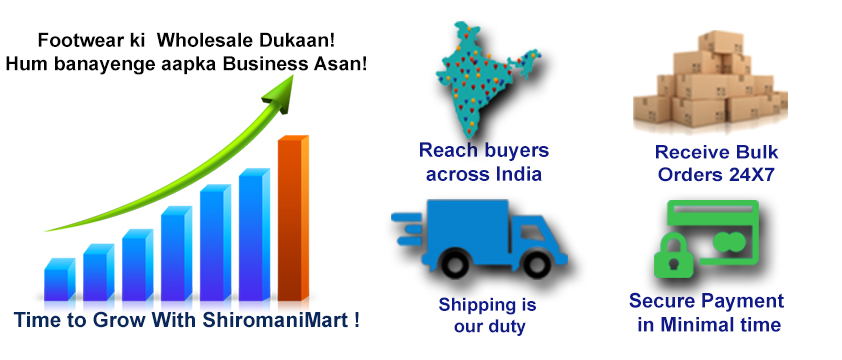 Footwear ki Wholesale Dukaan!
Hum banayenge aapka Business Asan!
Time to Grow With ShiromaniMart !
Reach buyers
across India
Receive Bulk
Orders 24X7
Shipping is
our duty
Secure Payment
in Minimal time